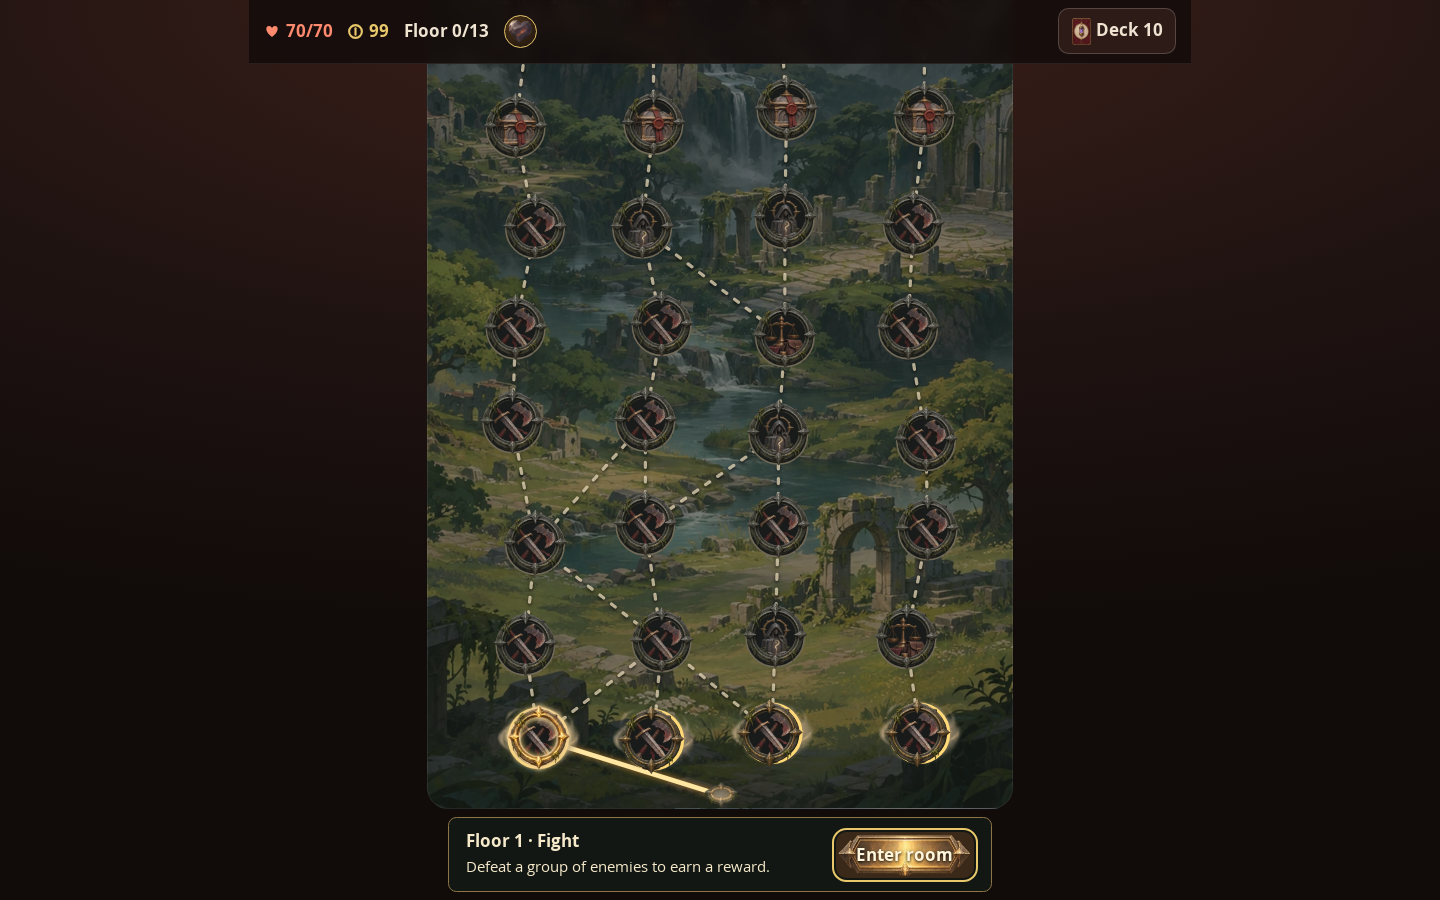 70/70 99 Floor 0/13 Deck 10
Floor 1 · Fight
Defeat a group of enemies to earn a reward.
Enter room